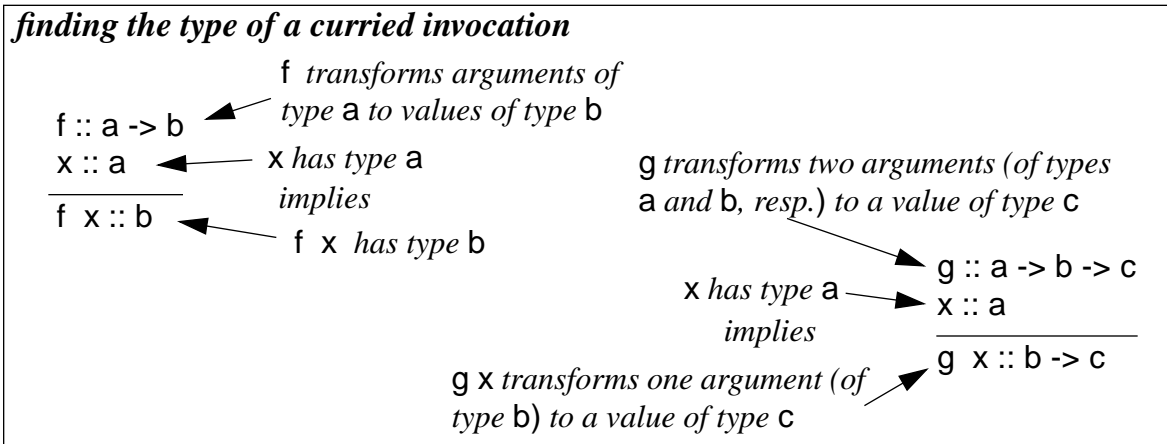 finding the type of a curried invocation
f transforms arguments of
type a to values of type b
f :: a -> b
x :: a
x has type a
implies
f x :: b
f x has type b
g transforms two arguments (of types
a and b, resp.) to a value of type c
g :: a -> b -> c
x has type a
x :: a
implies
g x :: b -> c
g x transforms one argument (of
type b) to a value of type c